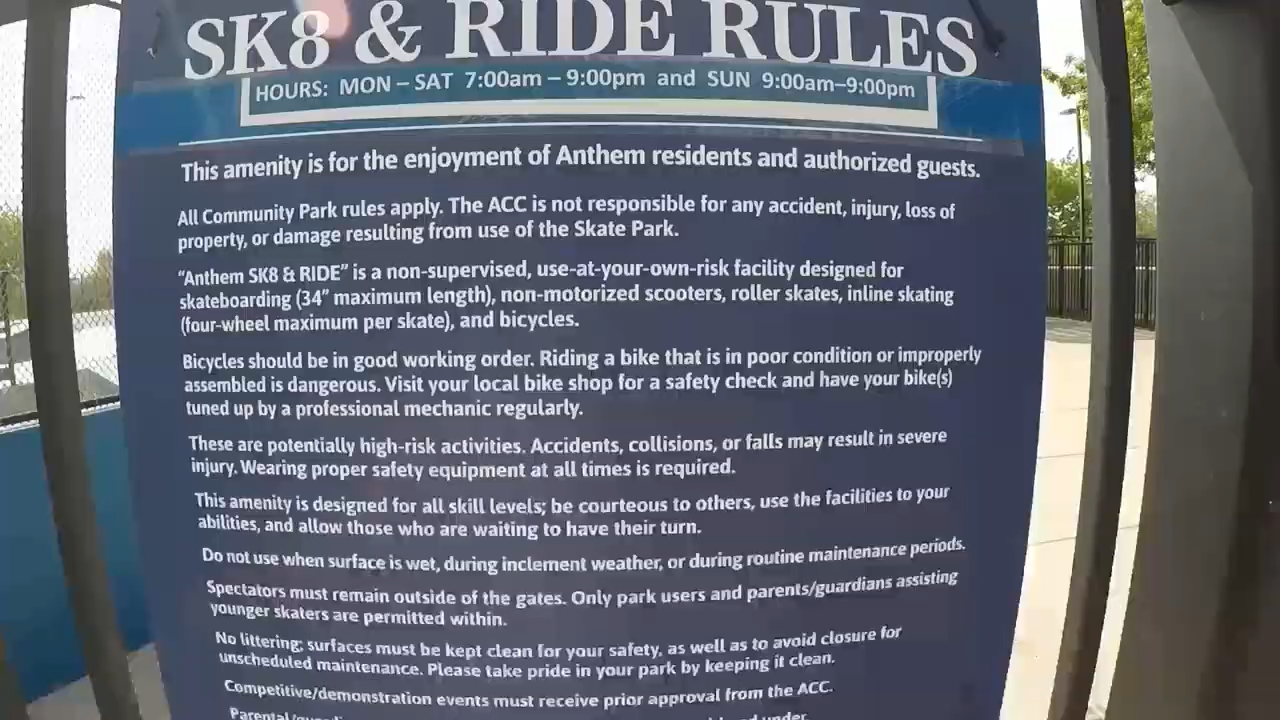 SK8 & RIDE RULES
HOURS: MON – SAT 7:00am – 9:00pm and SUN 9:00am–9:00pm
This amenity is for the enjoyment of Anthem residents and authorized guests.
All Community Park rules apply. The ACC is not responsible for any accident, injury, loss of
property, or damage resulting from use of the Skate Park.
“Anthem SK8 & RIDE” is a non-supervised, use-at-your-own-risk facility designed for
skateboarding (34” maximum length), non-motorized scooters, roller skates, inline skating
(four-wheel maximum per skate), and bicycles.
Bicycles should be in good working order. Riding a bike that is in poor condition or improperly
assembled is dangerous. Visit your local bike shop for a safety check and have your bike(s)
tuned up by a professional mechanic regularly.
These are potentially high-risk activities. Accidents, collisions, or falls may result in severe
injury. Wearing proper safety equipment at all times is required.
This amenity is designed for all skill levels; be courteous to others, use the facilities to your
abilities, and allow those who are waiting to have their turn.
Do not use when surface is wet, during inclement weather, or during routine maintenance periods.
Spectators must remain outside of the gates. Only park users and parents/guardians assisting
younger skaters are permitted within.
No littering; surfaces must be kept clean for your safety, as well as to avoid closure for
unscheduled maintenance. Please take pride in your park by keeping it clean.
Competitive/demonstration events must receive prior approval from the ACC.
under